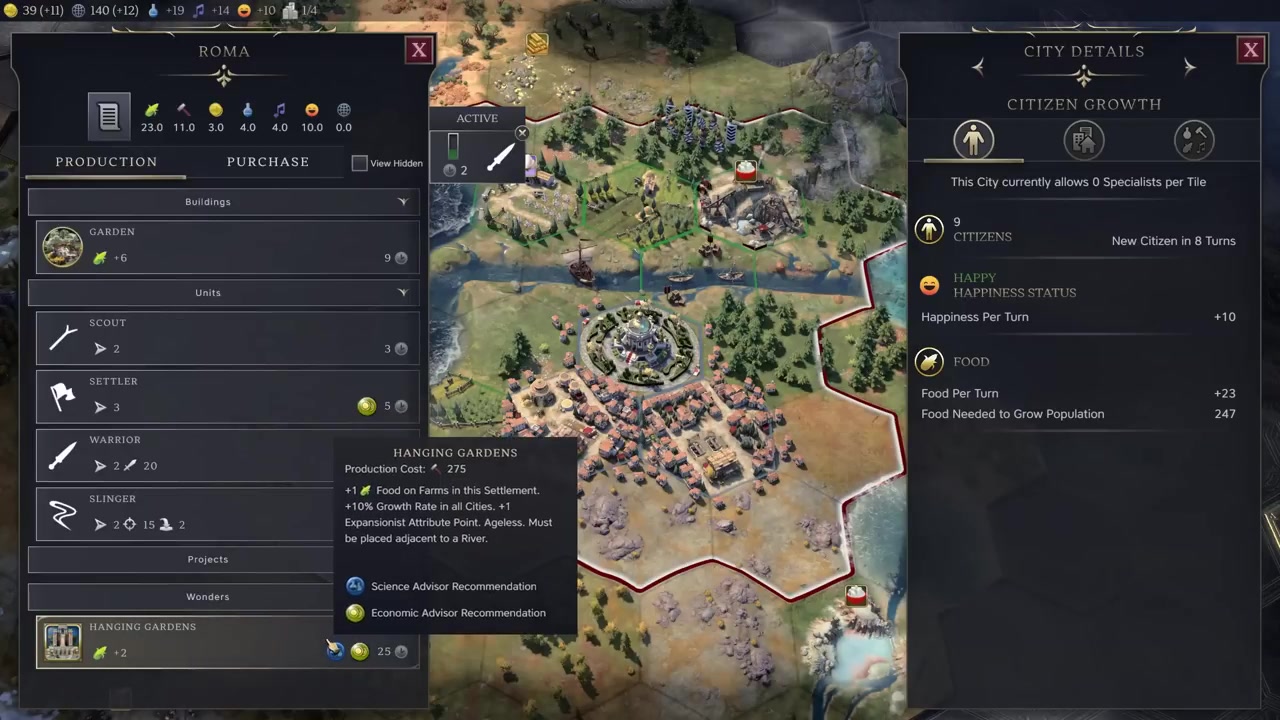 39 (+11) 140 (+12) +19 +14 +10 1/4
ROMA
X
23.0 11.0 3.0 4.0 4.0 10.0 0.0
PRODUCTION PURCHASE View Hidden
Buildings
GARDEN
+6 9
Units
SCOUT
2 3
SETTLER
3 5
WARRIOR
2 20
SLINGER
2 15 2
Projects
Wonders
HANGING GARDENS
+2 25
ACTIVE
2
HANGING GARDENS
Production Cost: 275
+1 Food on Farms in this Settlement.
+10% Growth Rate in all Cities. +1
Expansionist Attribute Point. Ageless. Must
be placed adjacent to a River.
Science Advisor Recommendation
Economic Advisor Recommendation
CITY DETAILS
X
CITIZEN GROWTH
This City currently allows 0 Specialists per Tile
9
CITIZENS
New Citizen in 8 Turns
HAPPY
HAPPINESS STATUS
Happiness Per Turn +10
FOOD
Food Per Turn +23
Food Needed to Grow Population 247